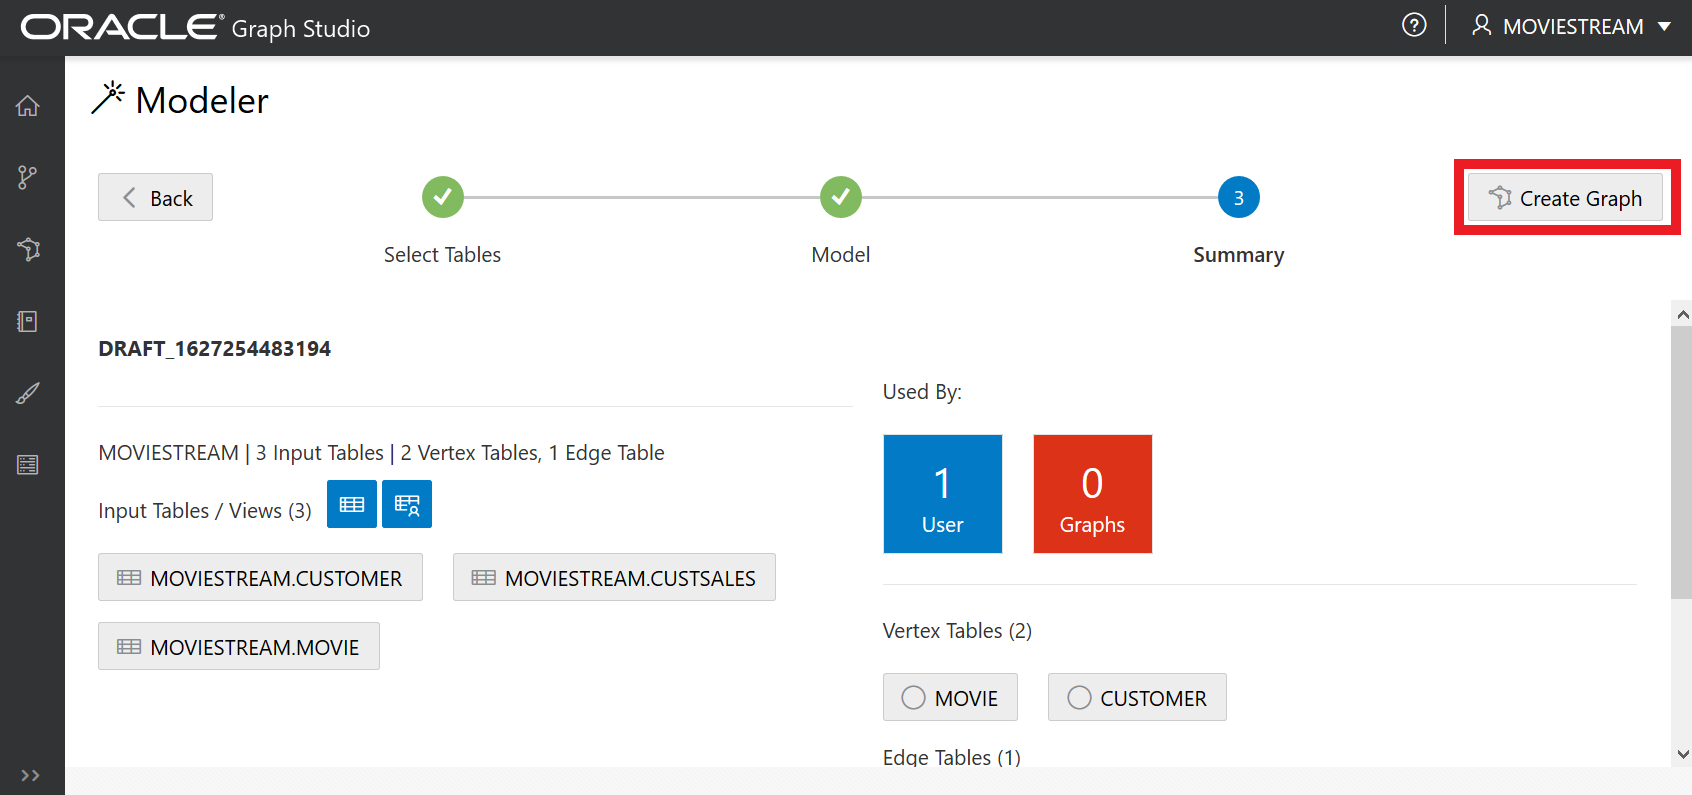 ORACLE® Graph Studio
MOVIESTREAM
Modeler
Back
3
Create Graph
Select Tables
Model
Summary
DRAFT_1627254483194
MOVIESTREAM | 3 Input Tables | 2 Vertex Tables, 1 Edge Table
Input Tables / Views (3)
MOVIESTREAM.CUSTOMER
MOVIESTREAM.CUSTSALES
MOVIESTREAM.MOVIE
Used By:
1
User
0
Graphs
Vertex Tables (2)
MOVIE
CUSTOMER
Edge Tables (1)